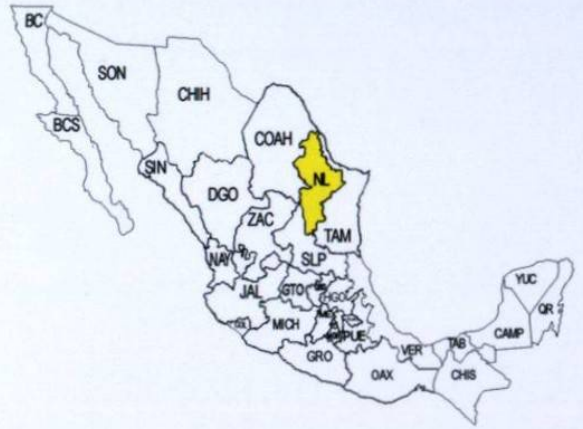 BC
SON
CHIH
BCS
COAH
SIN
NL
DGO
ZAC
TAM
NAY
SLP
JAL
GTO
HGO
YUC
QR
MICH
PUE
VER
TAB
CAMP
GRO
OAX
CHIS